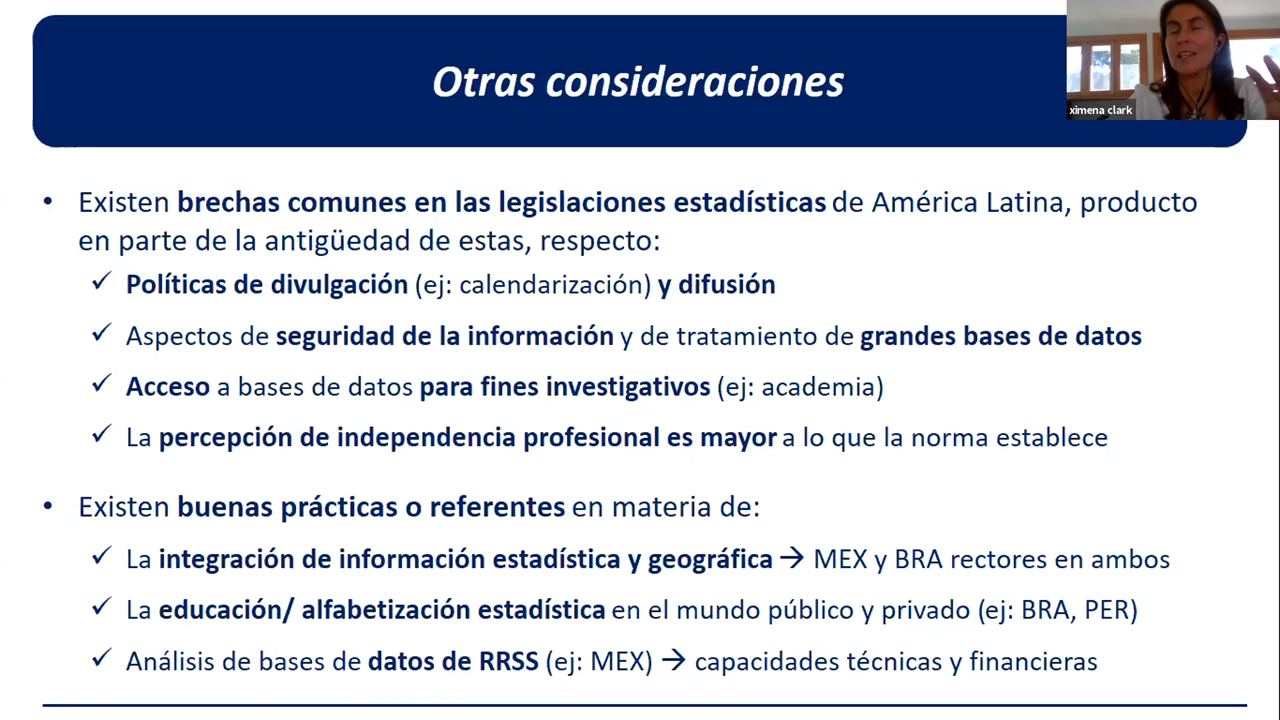 Otras consideraciones
ximena clark
• Existen brechas comunes en las legislaciones estadísticas de América Latina, producto
en parte de la antigüedad de estas, respecto:
✓ Políticas de divulgación (ej: calendarización) y difusión
✓ Aspectos de seguridad de la información y de tratamiento de grandes bases de datos
✓ Acceso a bases de datos para fines investigativos (ej: academia)
✓ La percepción de independencia profesional es mayor a lo que la norma establece
• Existen buenas prácticas o referentes en materia de:
✓ La integración de información estadística y geográfica → MEX y BRA rectores en ambos
✓ La educación/ alfabetización estadística en el mundo público y privado (ej: BRA, PER)
✓ Análisis de bases de datos de RRSS (ej: MEX) → capacidades técnicas y financieras